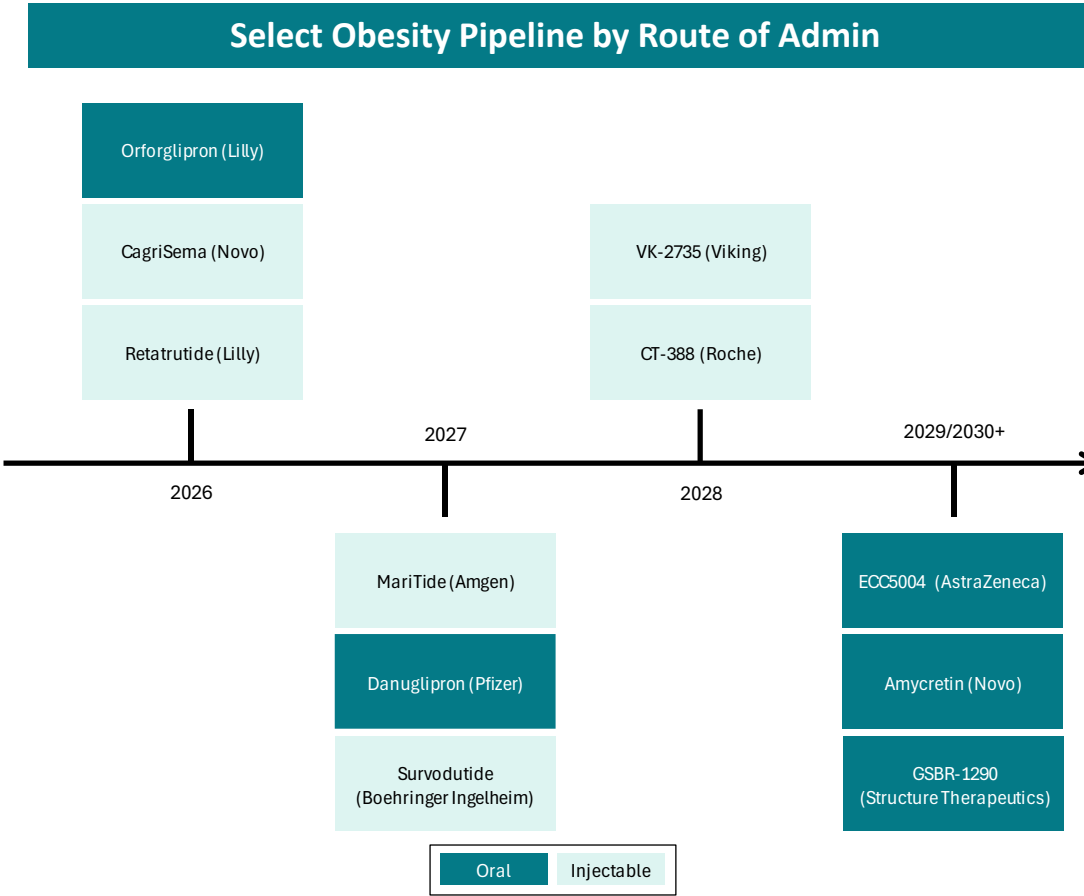 Select Obesity Pipeline by Route of Admin
Orforglipron (Lilly)
CagriSema (Novo)
Retatrutide (Lilly)
VK-2735 (Viking)
CT-388 (Roche)
2026
2027
2028
2029/2030+
MariTide (Amgen)
Danuglipron (Pfizer)
Survodutide
(Boehringer Ingelheim)
ECC5004 (AstraZeneca)
Amycretin (Novo)
GSBR-1290
(Structure Therapeutics)
Oral
Injectable